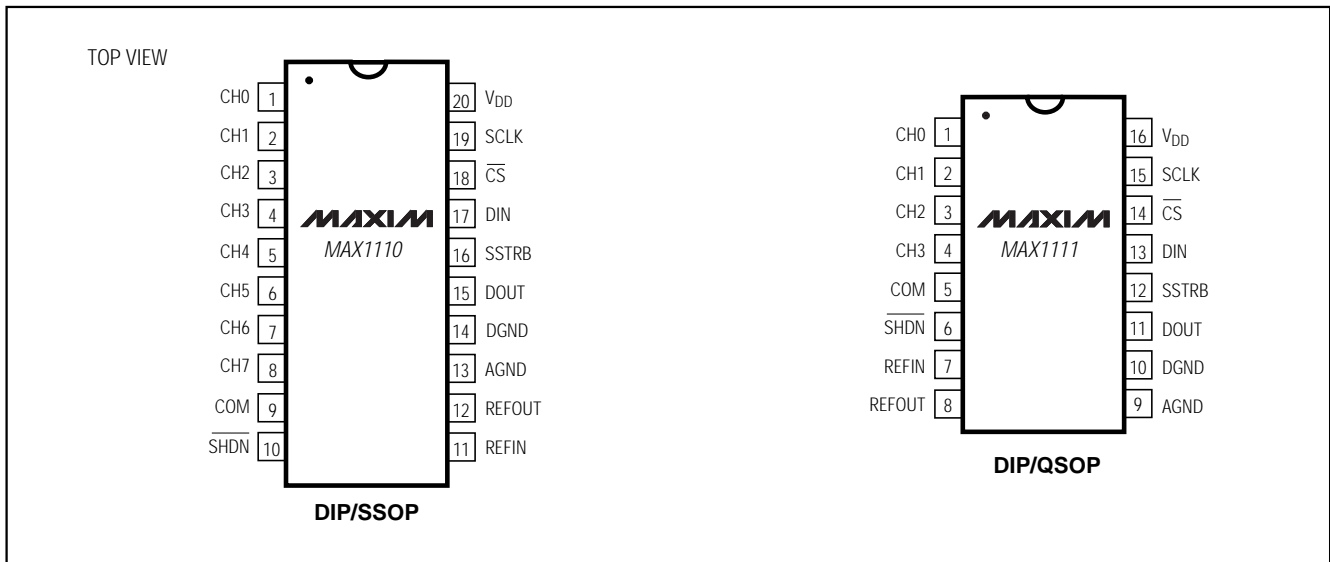 TOP VIEW
CH0 1
CH1 2
CH2 3
CH3 4
CH4 5
CH5 6
CH6 7
CH7 8
COM 9
SHDN 10
MAXIM
MAX1110
20 VDD
19 SCLK
18 CS
17 DIN
16 SSTRB
15 DOUT
14 DGND
13 AGND
12 REFOUT
11 REFIN
DIP/SSOP
CH0 1
CH1 2
CH2 3
CH3 4
COM 5
SHDN 6
REFIN 7
REFOUT 8
MAXIM
MAX1111
16 VDD
15 SCLK
14 CS
13 DIN
12 SSTRB
11 DOUT
10 DGND
9 AGND
DIP/QSOP